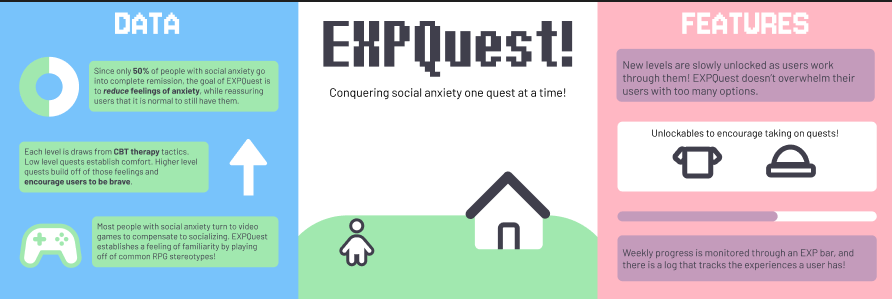 DATA
Since only 50% of people with social anxiety go
into complete remission, the goal of EXPQuest is
to reduce feelings of anxiety, while reassuring
users that it is normal to still have them.
Each level is draws from CBT therapy tactics.
Low level quests establish comfort. Higher level
quests build off of those feelings and
encourage users to be brave.
Most people with social anxiety turn to video
games to compensate to socializing. EXPQuest
establishes a feeling of familiarity by playing
off of common RPG stereotypes!
EXPQuest!
Conquering social anxiety one quest at a time!
FEATURES
New levels are slowly unlocked as users work
through them! EXPQuest doesn't overwhelm their
users with too many options.
Unlockables to encourage taking on quests!
Weekly progress is monitored through an EXP bar, and
there is a log that tracks the experiences a user has!